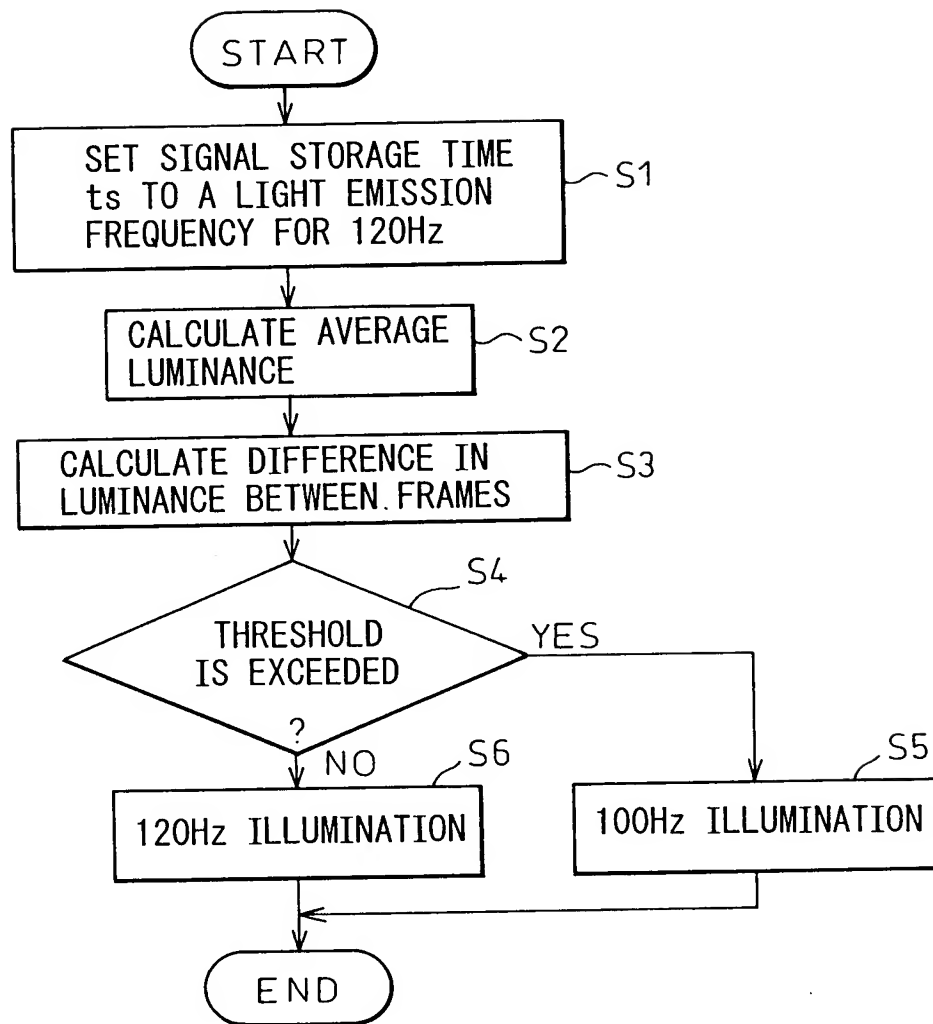 START
SET SIGNAL STORAGE TIME
ts TO A LIGHT EMISSION
FREQUENCY FOR 120Hz
S1
CALCULATE AVERAGE
LUMINANCE
S2
CALCULATE DIFFERENCE IN
LUMINANCE BETWEEN FRAMES
S3
S4
THRESHOLD
IS EXCEEDED
?
YES
NO
S6
120Hz ILLUMINATION
S5
100Hz ILLUMINATION
END